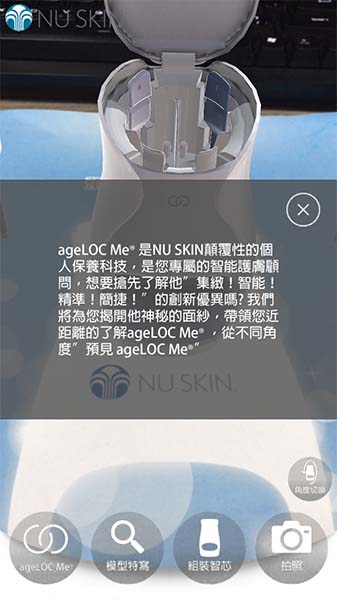 NU SKIN
ageLOC Me® 是NU SKIN顛覆性的個
人保養科技，是您專屬的智能護膚顧
問，想要搶先了解他”集緻！智能！
精準！簡捷！”的創新優異嗎? 我們
將為您揭開他神秘的面紗，帶領您近
距離的了解ageLOC Me®，從不同角
度”預見 ageLOC Me®”
NU SKIN
角度切換
ageLOC Me®
模型特寫
組裝智芯
拍照